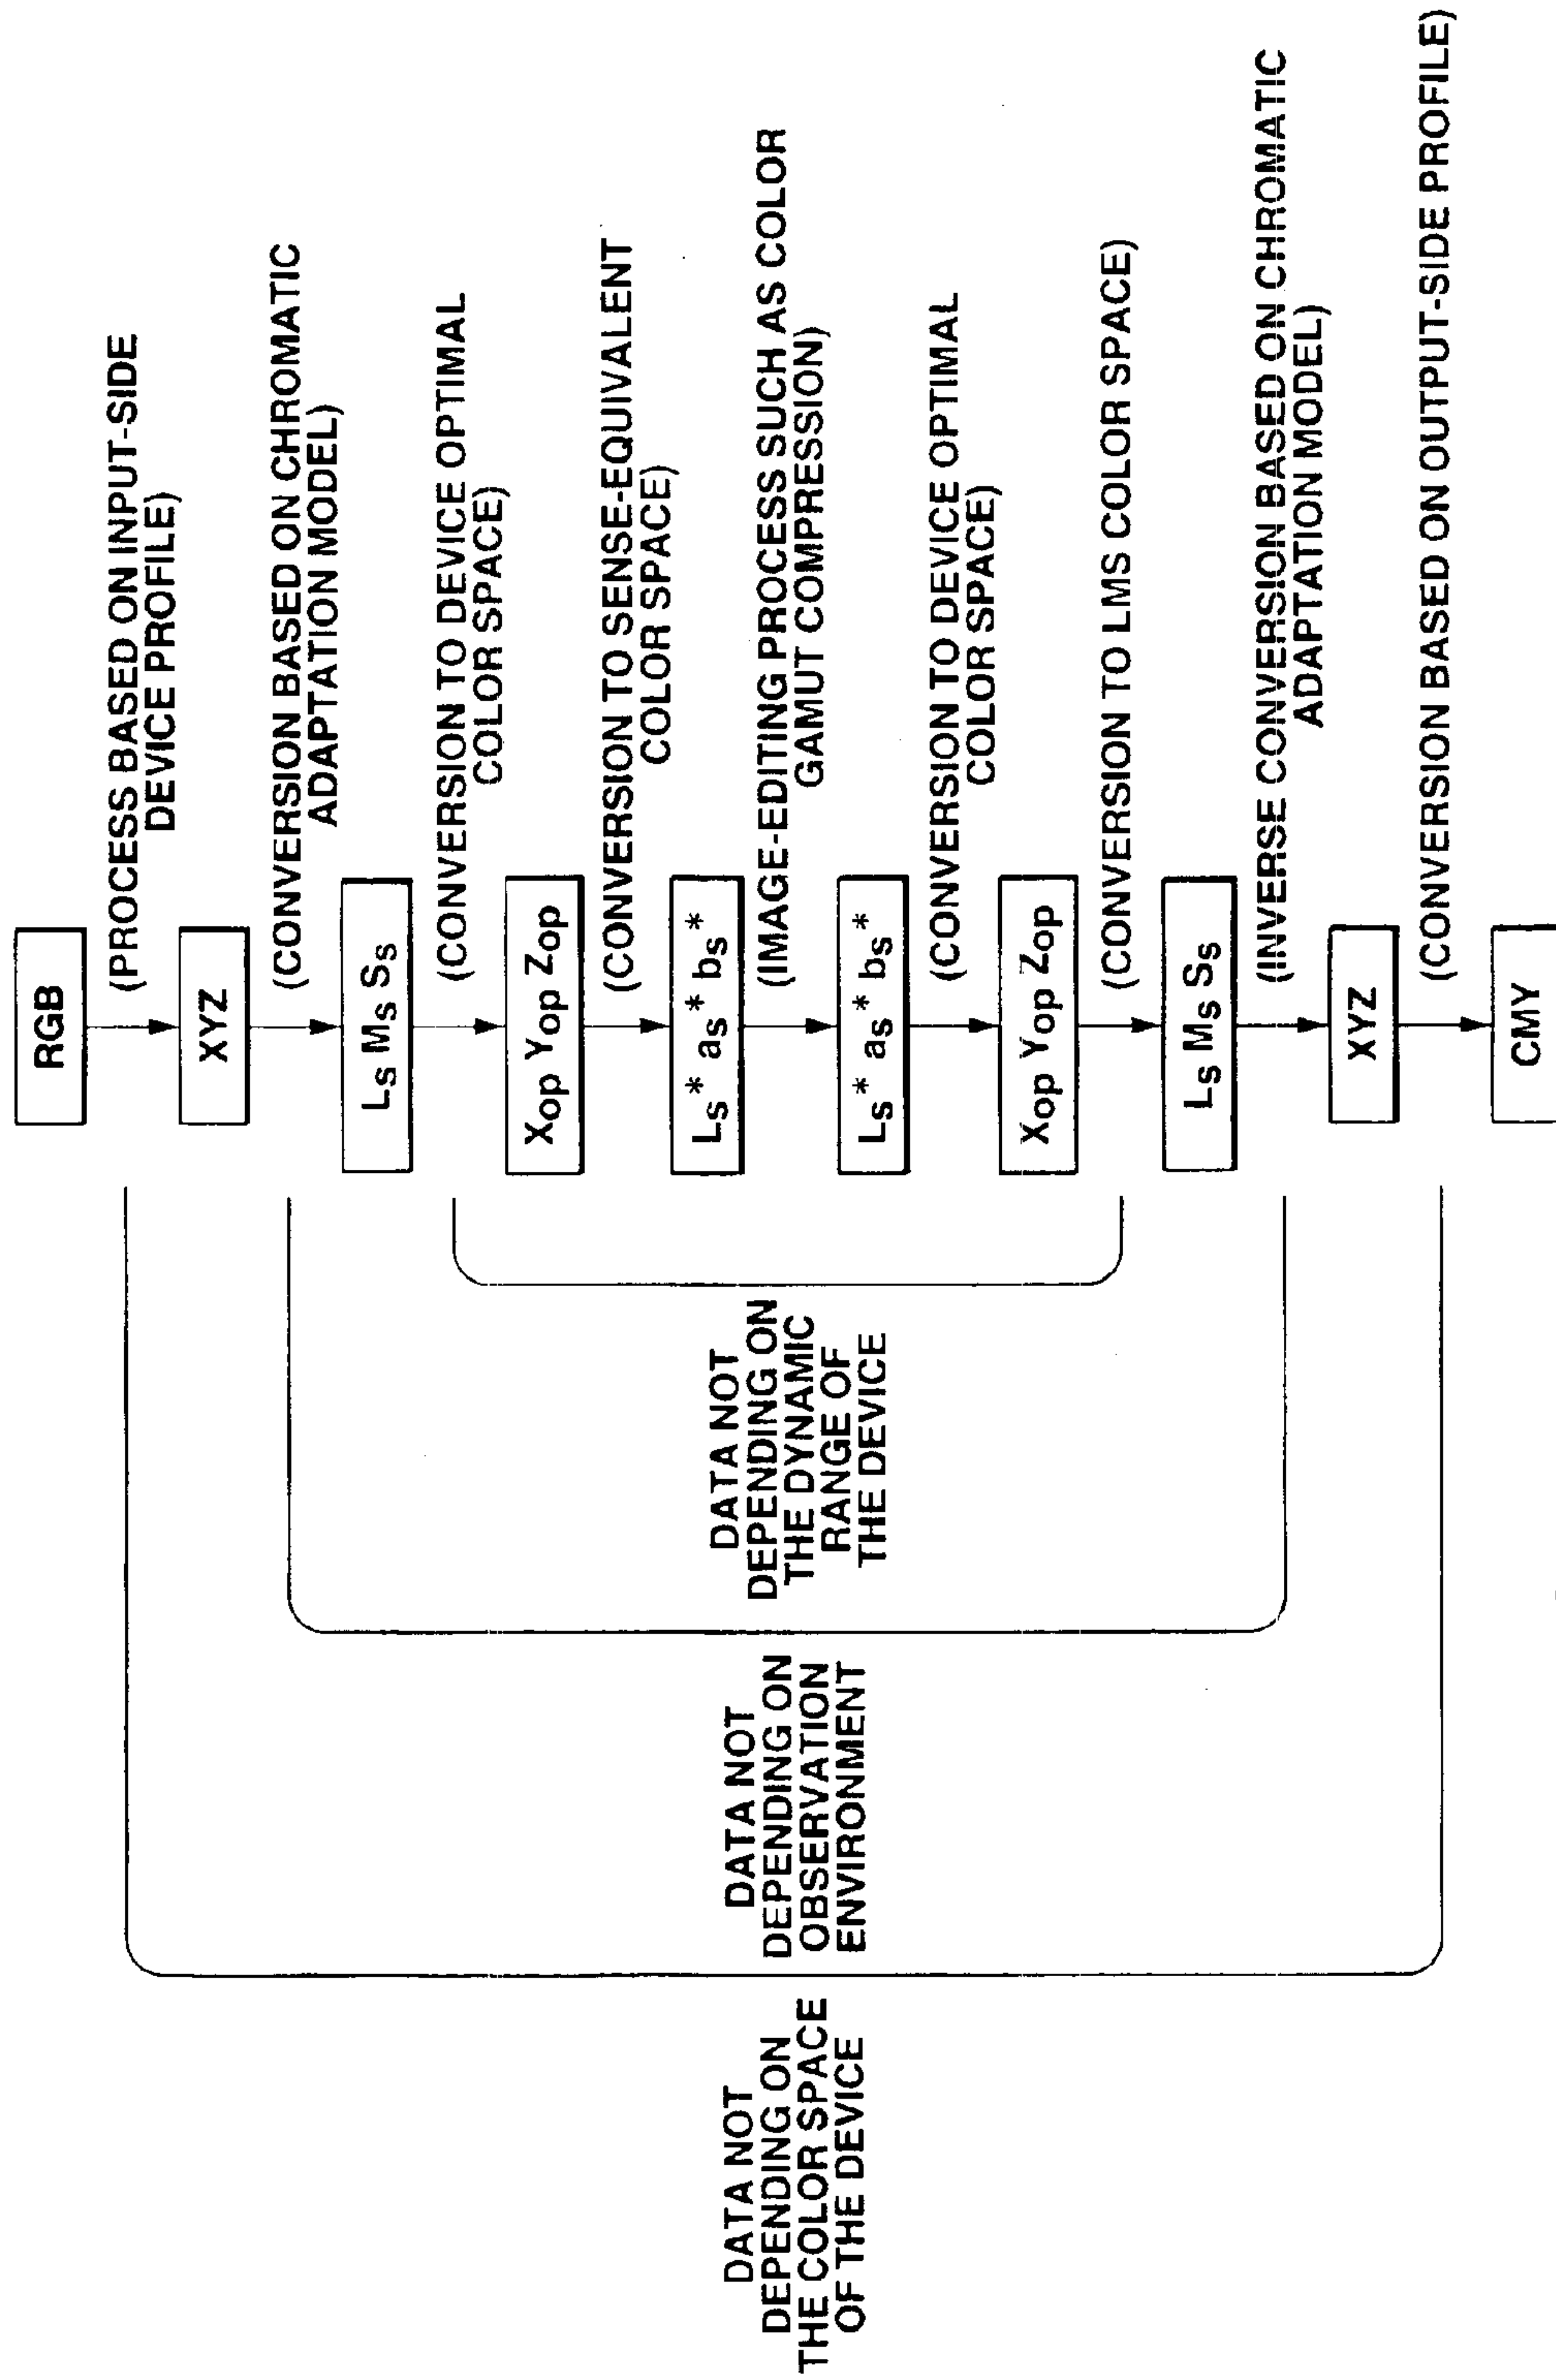 RGB
(PROCESS BASED ON INPUT-SIDE
DEVICE PROFILE)
XYZ
(CONVERSION BASED ON CHROMATIC
ADAPTATION MODEL)
Ls Ms Ss
(CONVERSION TO DEVICE OPTIMAL
COLOR SPACE)
Xop Yop Zop
(CONVERSION TO SENSE-EQUIVALENT
COLOR SPACE)
Ls* as* bs*
(IMAGE-EDITING PROCESS SUCH AS COLOR
GAMUT COMPRESSION)
Ls* as* bs*
(CONVERSION TO DEVICE OPTIMAL
COLOR SPACE)
Xop Yop Zop
(CONVERSION TO LMS COLOR SPACE)
Ls Ms Ss
(INVERSE CONVERSION BASED ON CHROMATIC
ADAPTATION MODEL)
XYZ
(CONVERSION BASED ON OUTPUT-SIDE PROFILE)
CMY
DATA NOT
DEPENDING ON
THE DYNAMIC
RANGE OF
THE DEVICE
DATA NOT
DEPENDING ON
OBSERVATION
ENVIRONMENT
DATA NOT
DEPENDING ON
THE COLOR SPACE
OF THE DEVICE